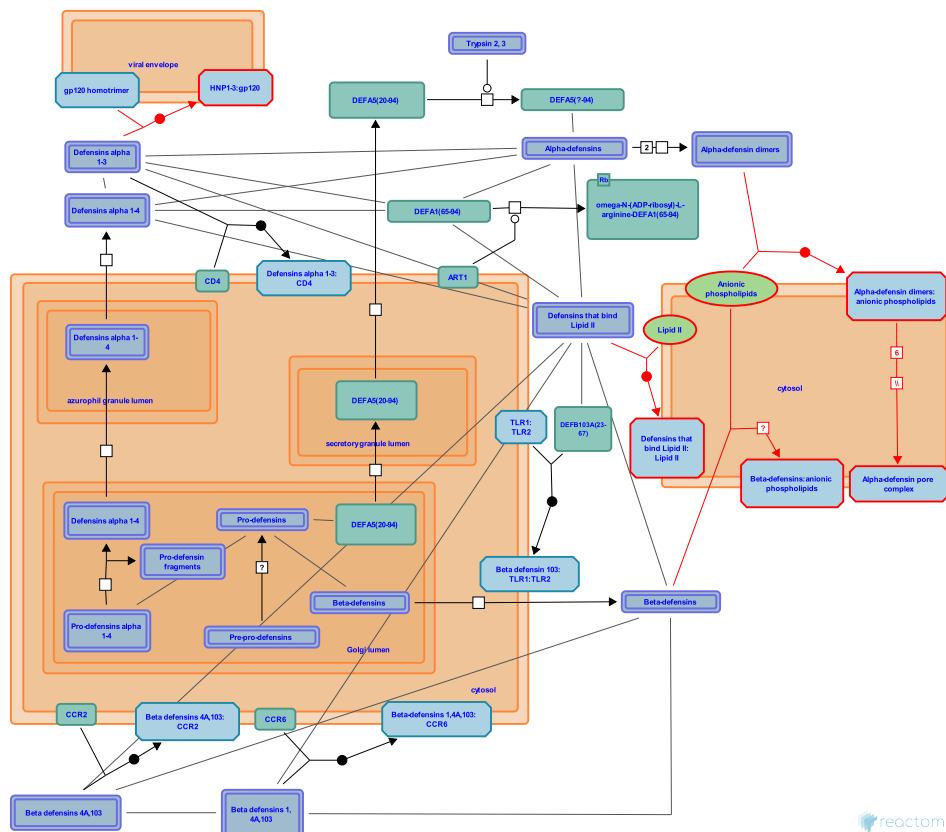 Trypsin 2, 3
viral envelope
gp120 homotrimer
HNP1-3:gp120
DEFA5(20-94)
DEFA5(?-94)
Defensins alpha
1-3
Alpha-defensins
2
Alpha-defensin dimers
Rb
omega-N-(ADP-ribosyl)-L-
arginine-DEFA1(65-94)
Defensins alpha 1-4
DEFA1(65-94)
CD4
Defensins alpha 1-3:
CD4
ART1
Anionic
phospholipids
Alpha-defensin dimers:
anionic phospholipids
Defensins that bind
Lipid II
Lipid II
Defensins alpha 1-
4
6
\\
cytosol
azurophil granule lumen
DEFA5(20-94)
secretory granule lumen
TLR1:
TLR2
DEFB103A(23-
67)
?
Defensins that
bind Lipid II:
Lipid II
Beta-defensins:anionic
phospholipids
Alpha-defensin pore
complex
Defensins alpha 1-4
Pro-defensins
DEFA5(20-94)
Pro-defensin
fragments
?
Beta defensin 103:
TLR1:TLR2
Beta-defensins
Beta-defensins
Pro-defensins alpha
1-4
Pre-pro-defensins
Golgi lumen
cytosol
CCR2
Beta defensins 4A,103:
CCR2
CCR6
Beta-defensins 1,4A,103:
CCR6
Beta defensins 4A,103
Beta defensins 1,
4A,103
reactom